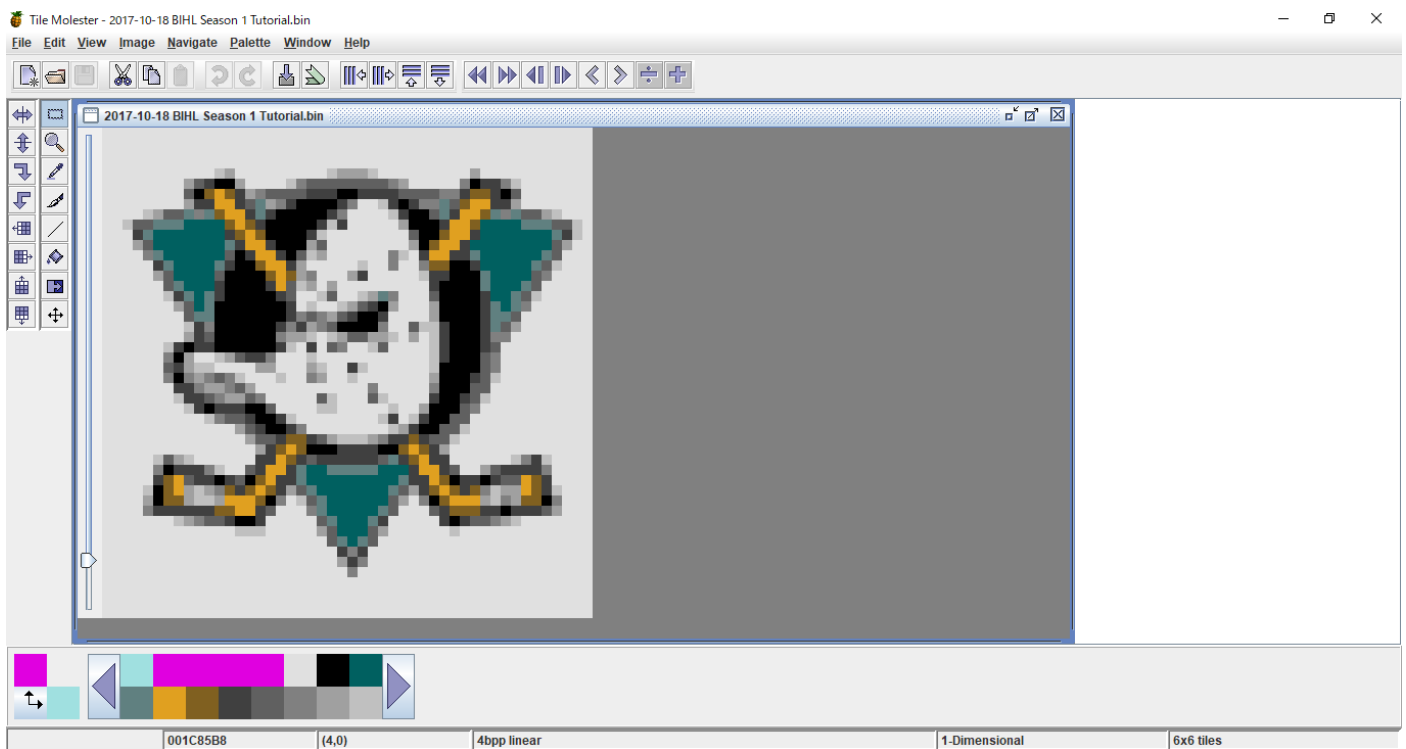 Tile Molester - 2017-10-18 BIHL Season 1 Tutorial.bin
File Edit View Image Navigate Palette Window Help
2017-10-18 BIHL Season 1 Tutorial.bin
001C85B8 (4,0) 4bpp linear 1-Dimensional 6x6 tiles